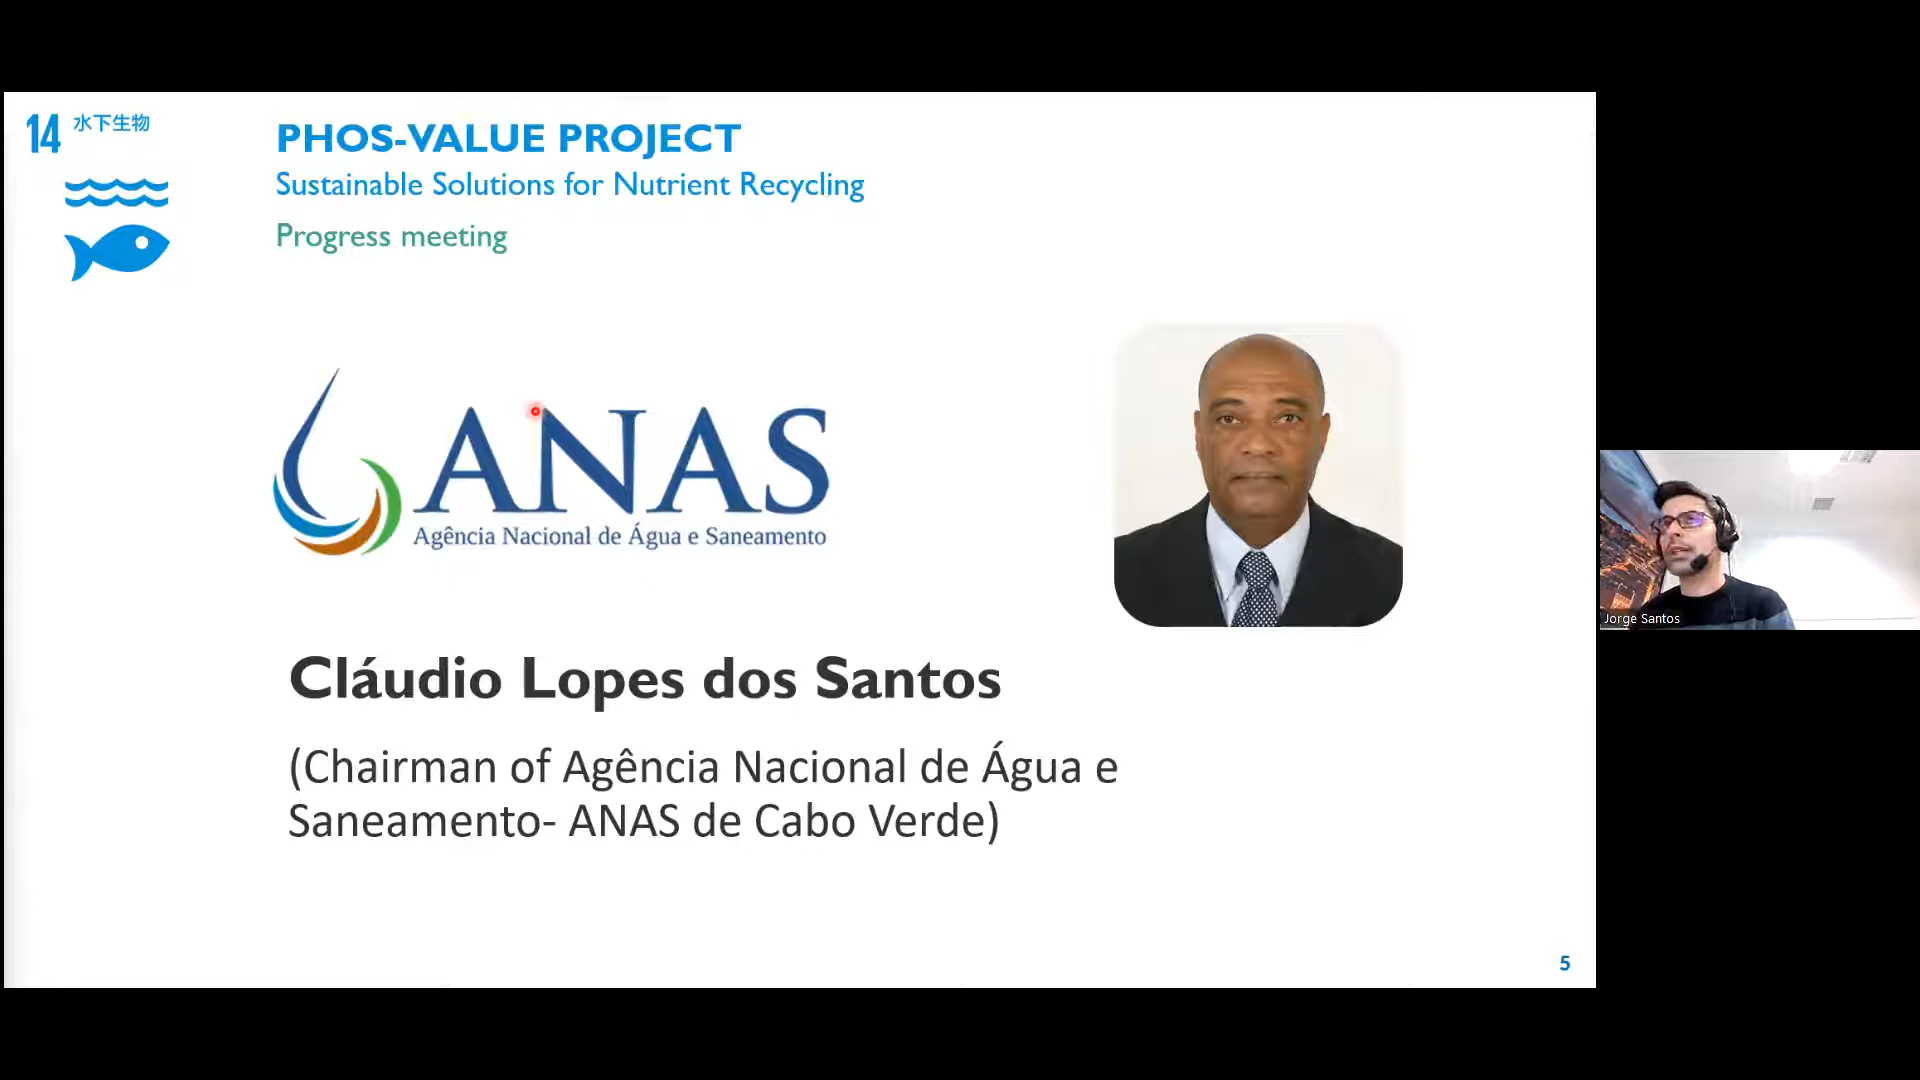 14 水下生物
PHOS-VALUE PROJECT
Sustainable Solutions for Nutrient Recycling
Progress meeting
ANAS
Agência Nacional de Água e Saneamento
Cláudio Lopes dos Santos
(Chairman of Agência Nacional de Água e
Saneamento- ANAS de Cabo Verde)
5
Jorge Santos